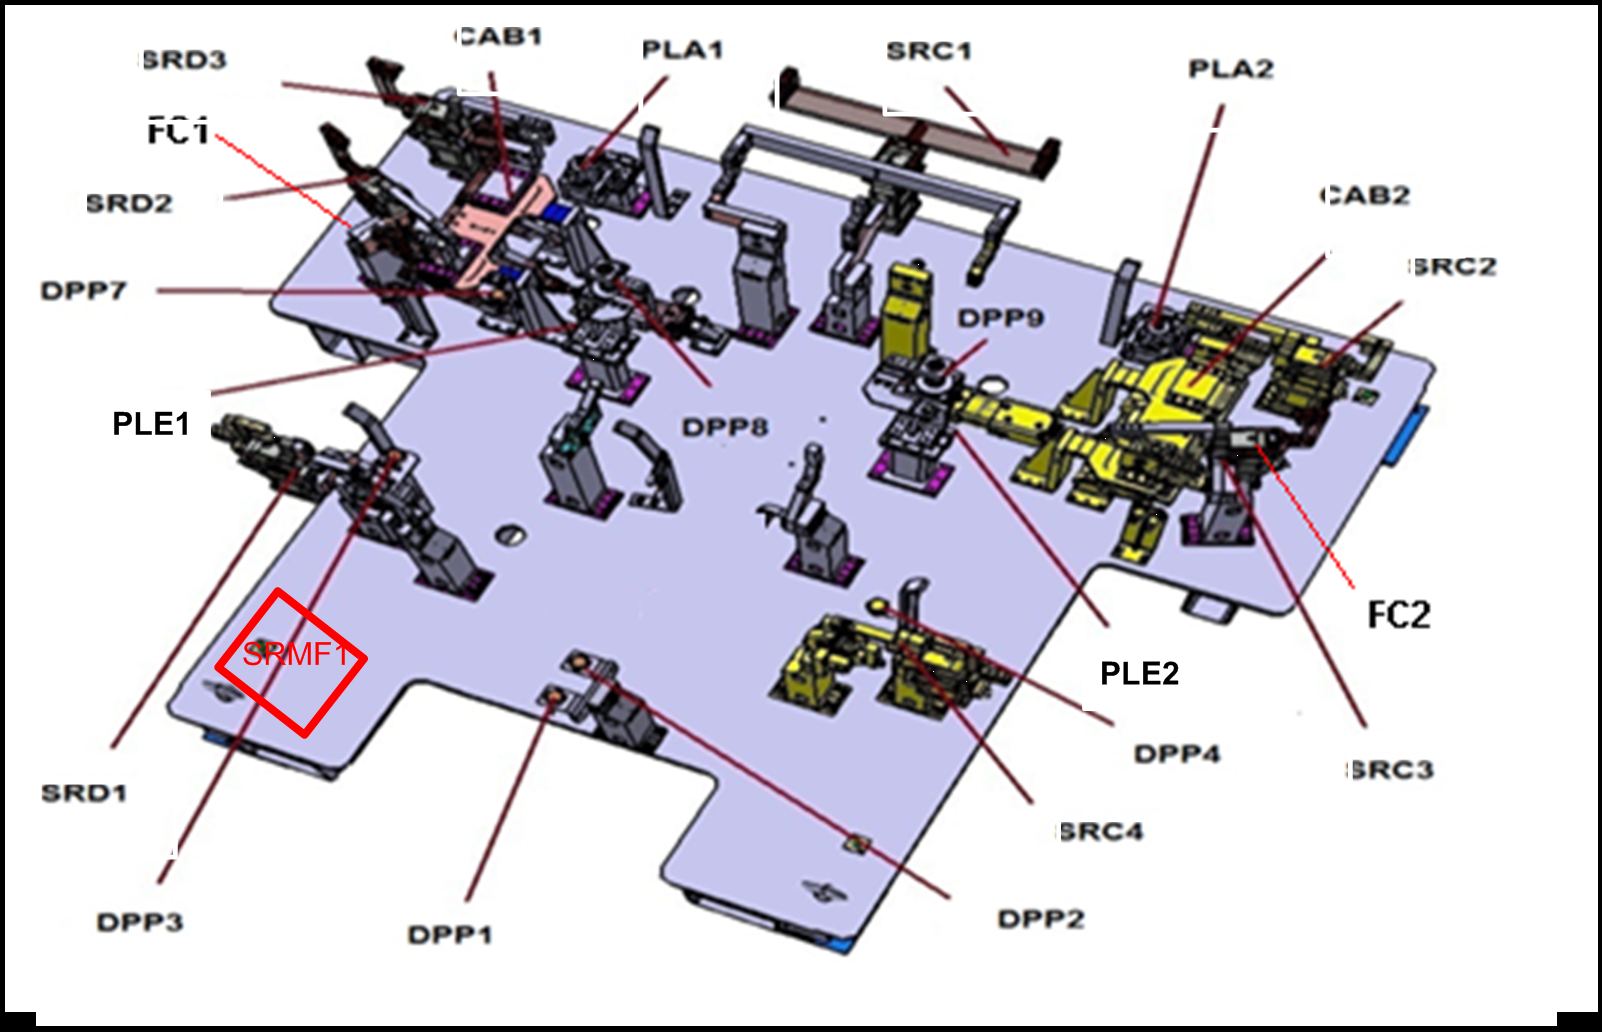 CAB1
PLA1
SRC1
SRD3
PLA2
FC1
CAB2
SRD2
SRC2
DPP7
DPP9
PLE1
DPP8
FC2
SRMF1
PLE2
DPP4
SRC3
SRD1
SRC4
DPP3
DPP1
DPP2